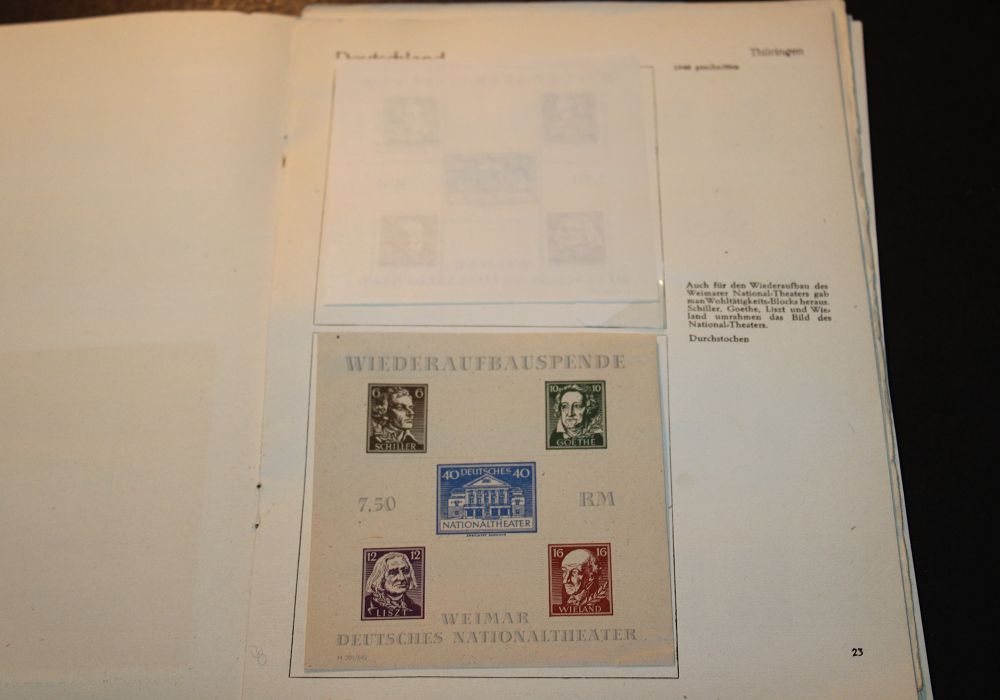 Deutschland
Thüringen
1946 geschnitten
Auch für den Wiederaufbau des
Weimarer National-Theaters gab
man Wohltätigkeits-Blocks heraus.
Schiller, Goethe, Liszt und Wie-
land umrahmen das Bild des
National-Theaters.
Durchstochen
WIEDERAUFBAUSPENDE
6 6
SCHILLER
10 10
GOETHE
40 DEUTSCHES 40
NATIONALTHEATER
7.50 RM
12 12
LISZT
16 16
WIELAND
WEIMAR
DEUTSCHES NATIONALTHEATER
23